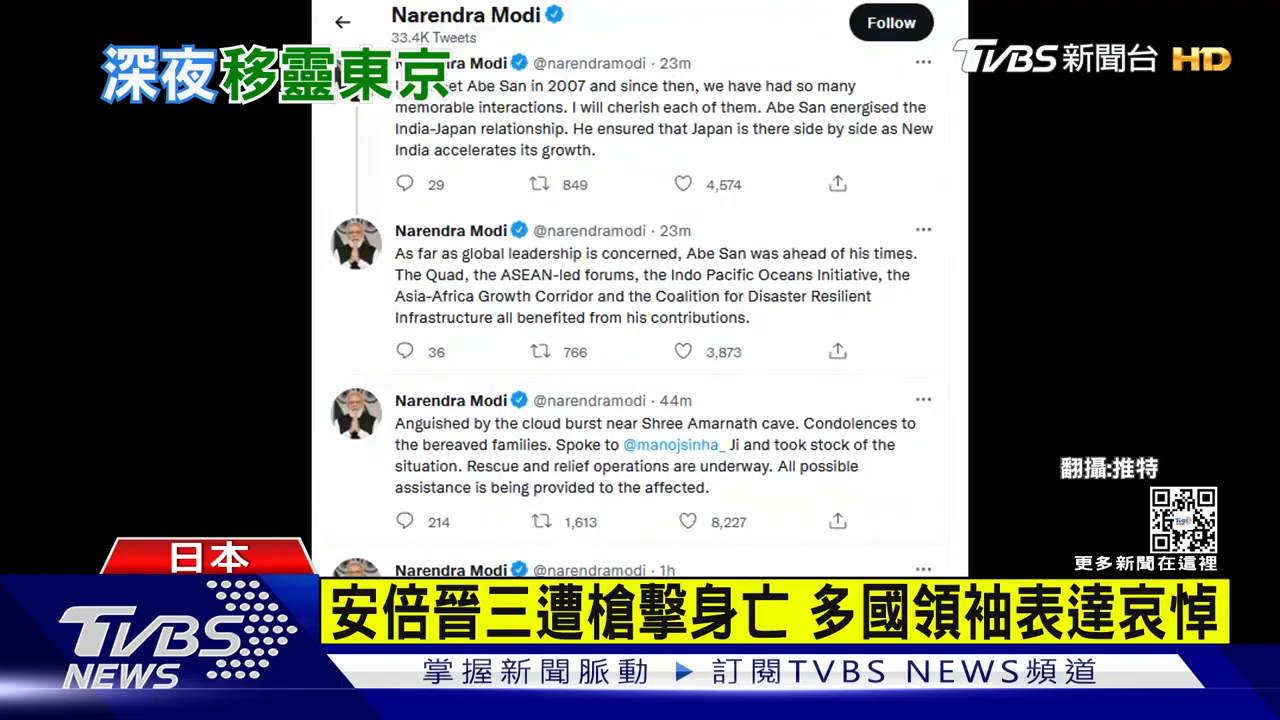 Narendra Modi
33.4K Tweets
Follow
深夜移靈東京
TVBS新聞台 HD
Modi @narendramodi · 23m
et Abe San in 2007 and since then, we have had so many
memorable interactions. I will cherish each of them. Abe San energised the
India-Japan relationship. He ensured that Japan is there side by side as New
India accelerates its growth.
29 849 4,574
Narendra Modi @narendramodi · 23m
As far as global leadership is concerned, Abe San was ahead of his times.
The Quad, the ASEAN-led forums, the Indo Pacific Oceans Initiative, the
Asia-Africa Growth Corridor and the Coalition for Disaster Resilient
Infrastructure all benefited from his contributions.
36 766 3,873
Narendra Modi @narendramodi · 44m
Anguished by the cloud burst near Shree Amarnath cave. Condolences to
the bereaved families. Spoke to @manojsinha_ Ji and took stock of the
situation. Rescue and relief operations are underway. All possible
assistance is being provided to the affected.
214 1,613 8,227
Narendra Modi @narendramodi · 1h
翻攝:推特
更多新聞在這裡
日本
安倍晉三遭槍擊身亡 多國領袖表達哀悼
TVBS
NEWS
掌握新聞脈動 ▶ 訂閱TVBS NEWS頻道